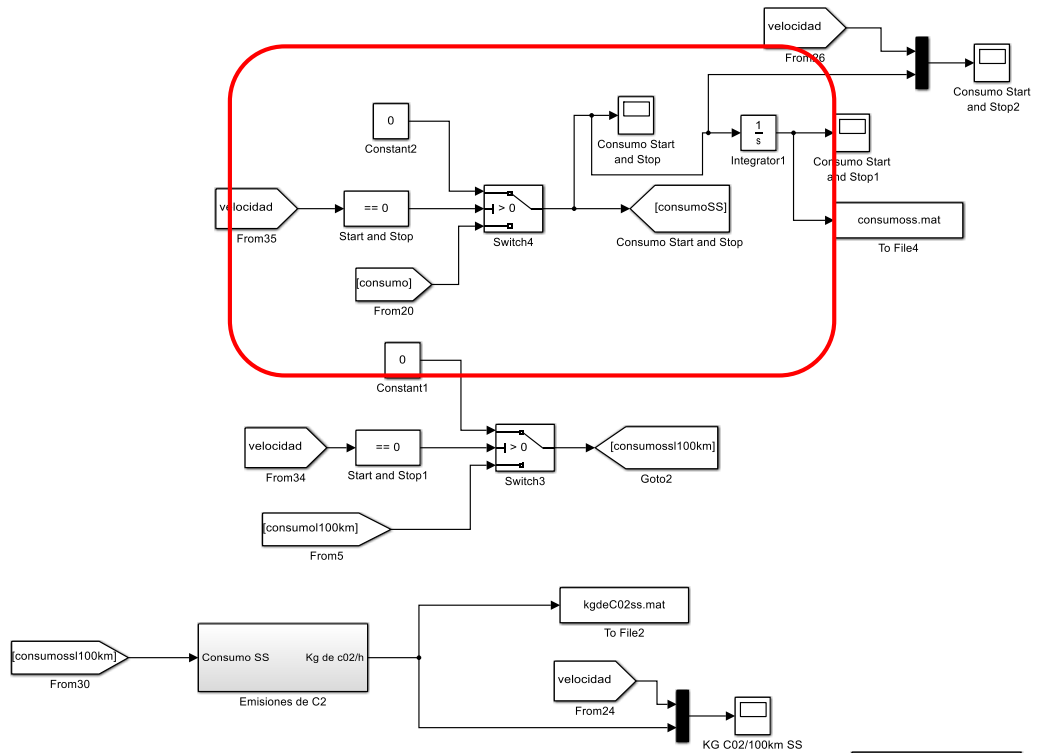 velocidad
From26
Consumo Start
and Stop2
0
Constant2
Consumo Start
and Stop
1
s
Integrator1
Consumo Start
and Stop1
velocidad
From35
== 0
Start and Stop
> 0
Switch4
[consumoSS]
Consumo Start and Stop
consumoss.mat
To File4
[consumo]
From20
0
Constant1
velocidad
From34
== 0
Start and Stop1
> 0
Switch3
[consumossl100km]
Goto2
[consumol100km]
From5
kgdeC02ss.mat
To File2
[consumossl100km]
From30
Consumo SS
Kg de c02/h
Emisiones de C2
velocidad
From24
KG C02/100km SS